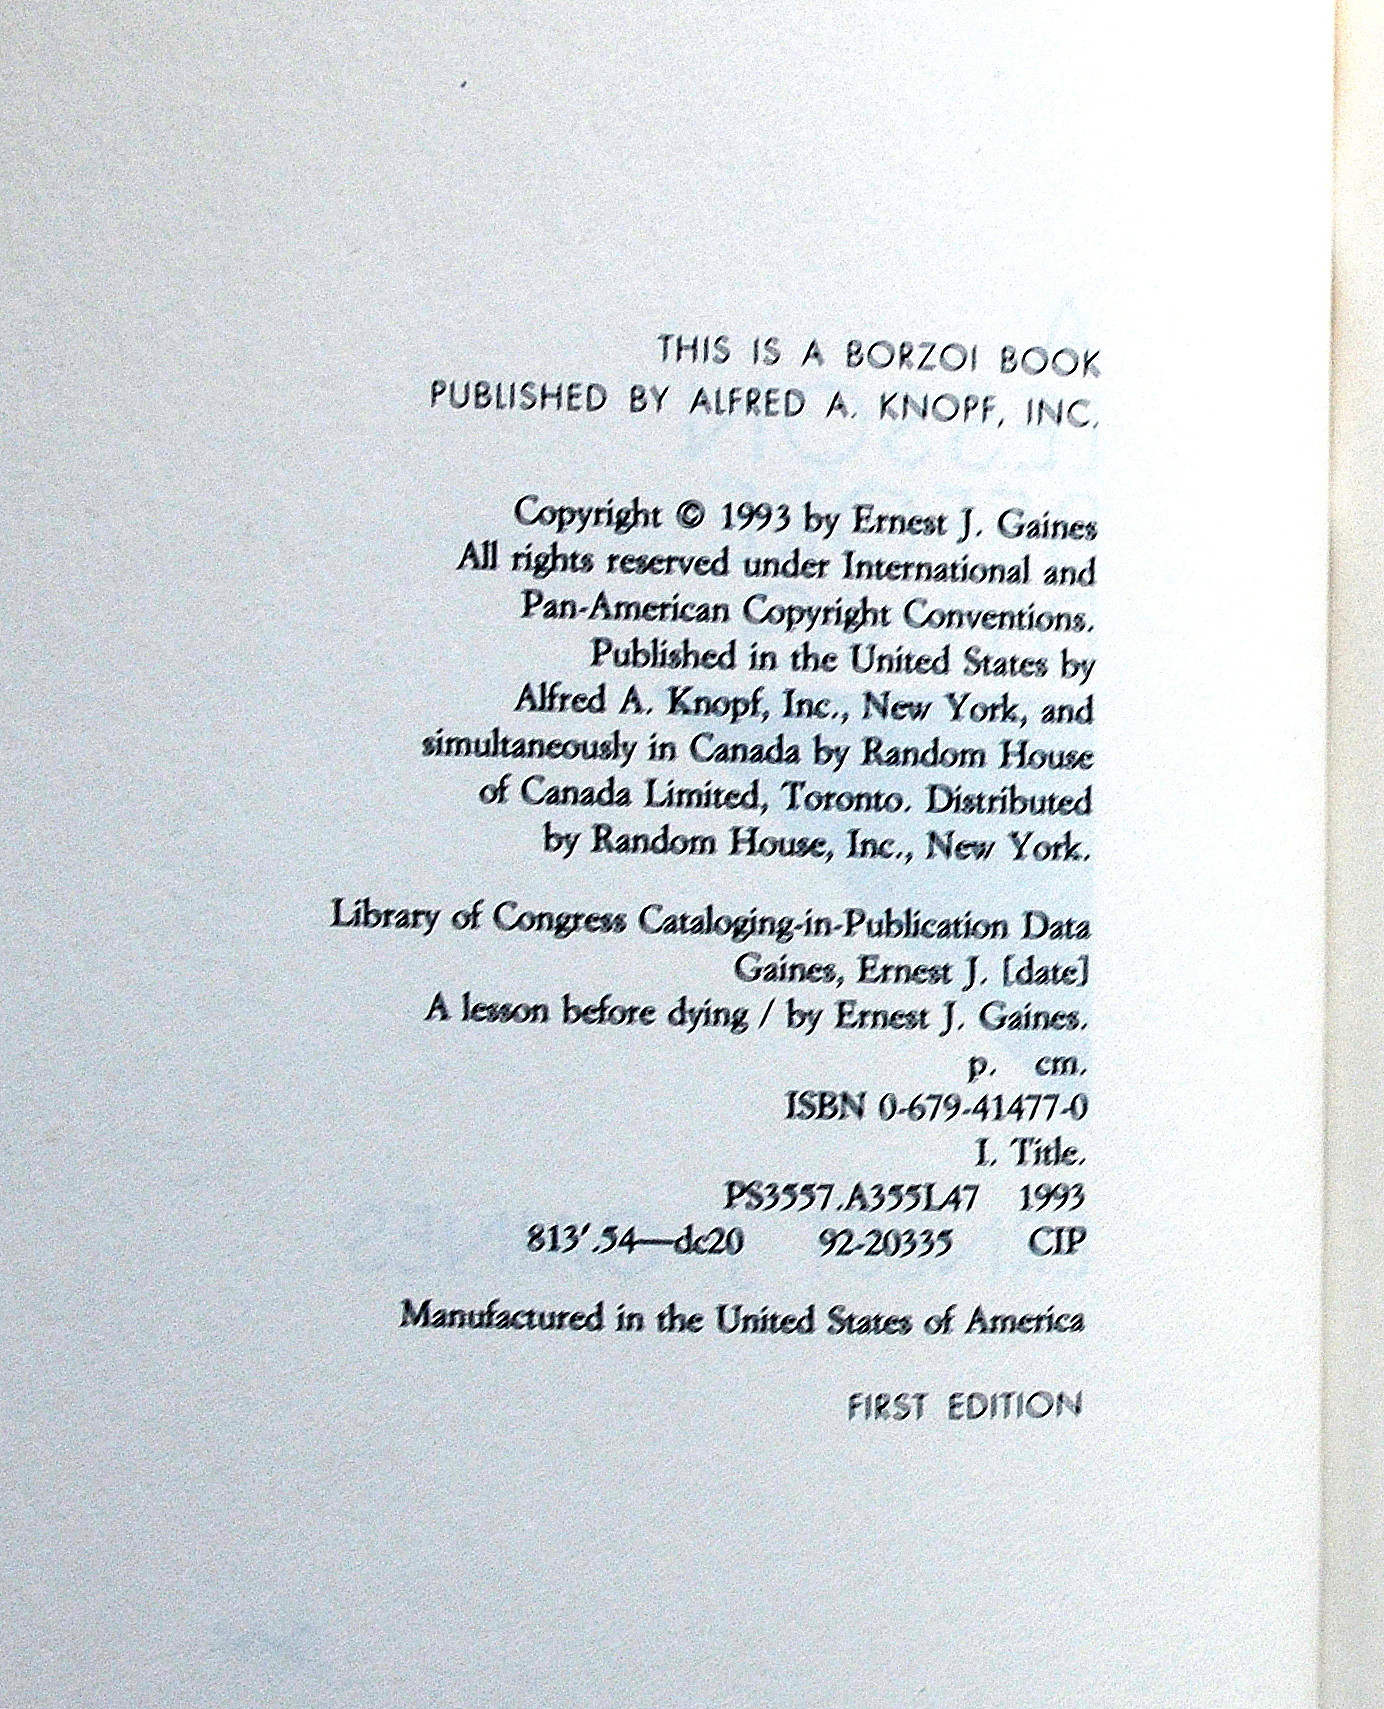 THIS IS A BORZOI BOOK
PUBLISHED BY ALFRED A. KNOPF, INC.
Copyright © 1993 by Ernest J. Gaines
All rights reserved under International and
Pan-American Copyright Conventions.
Published in the United States by
Alfred A. Knopf, Inc., New York, and
simultaneously in Canada by Random House
of Canada Limited, Toronto. Distributed
by Random House, Inc., New York.
Library of Congress Cataloging-in-Publication Data
Gaines, Ernest J. [date]
A lesson before dying / by Ernest J. Gaines.
p. cm.
ISBN 0-679-41477-0
I. Title.
PS3557.A355L47 1993
813′.54—dc20 92-20335 CIP
Manufactured in the United States of America
FIRST EDITION